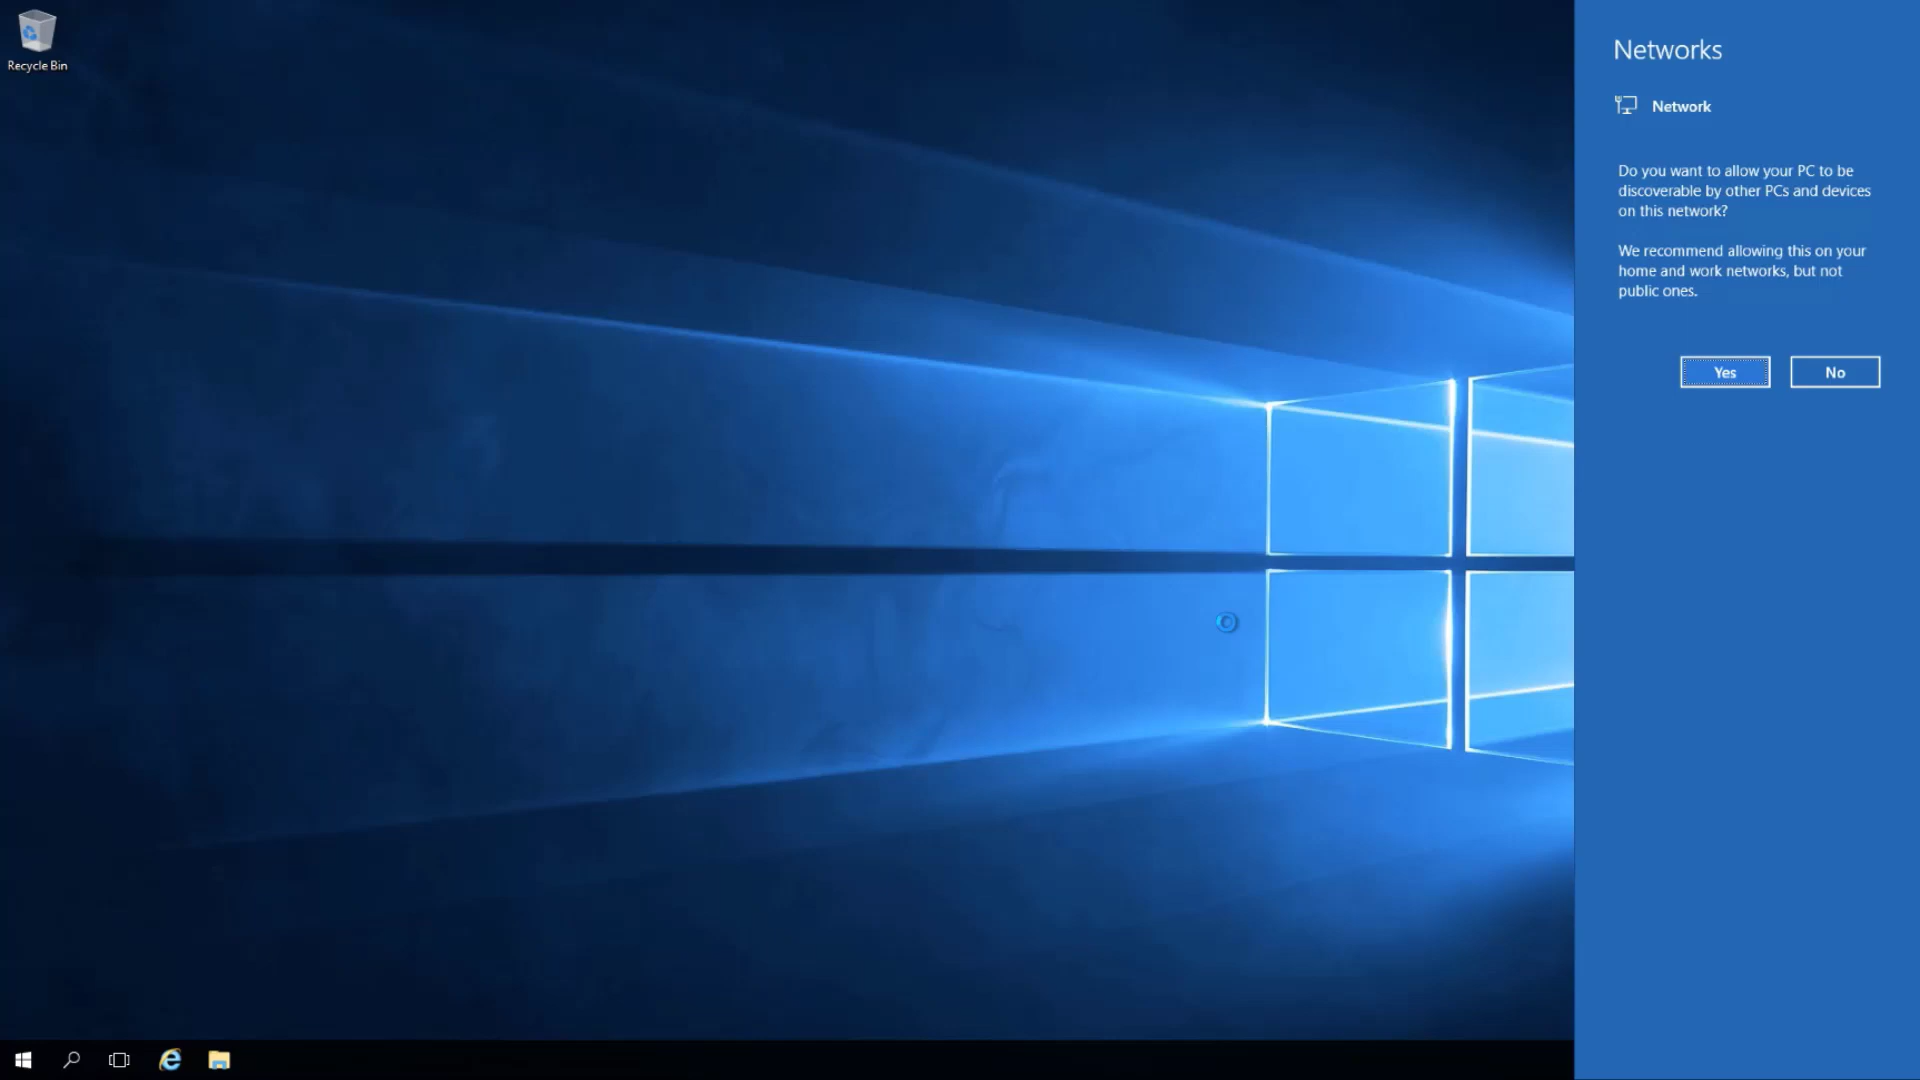 Recycle Bin
Networks
Network
Do you want to allow your PC to be
discoverable by other PCs and devices
on this network?
We recommend allowing this on your
home and work networks, but not
public ones.
Yes
No